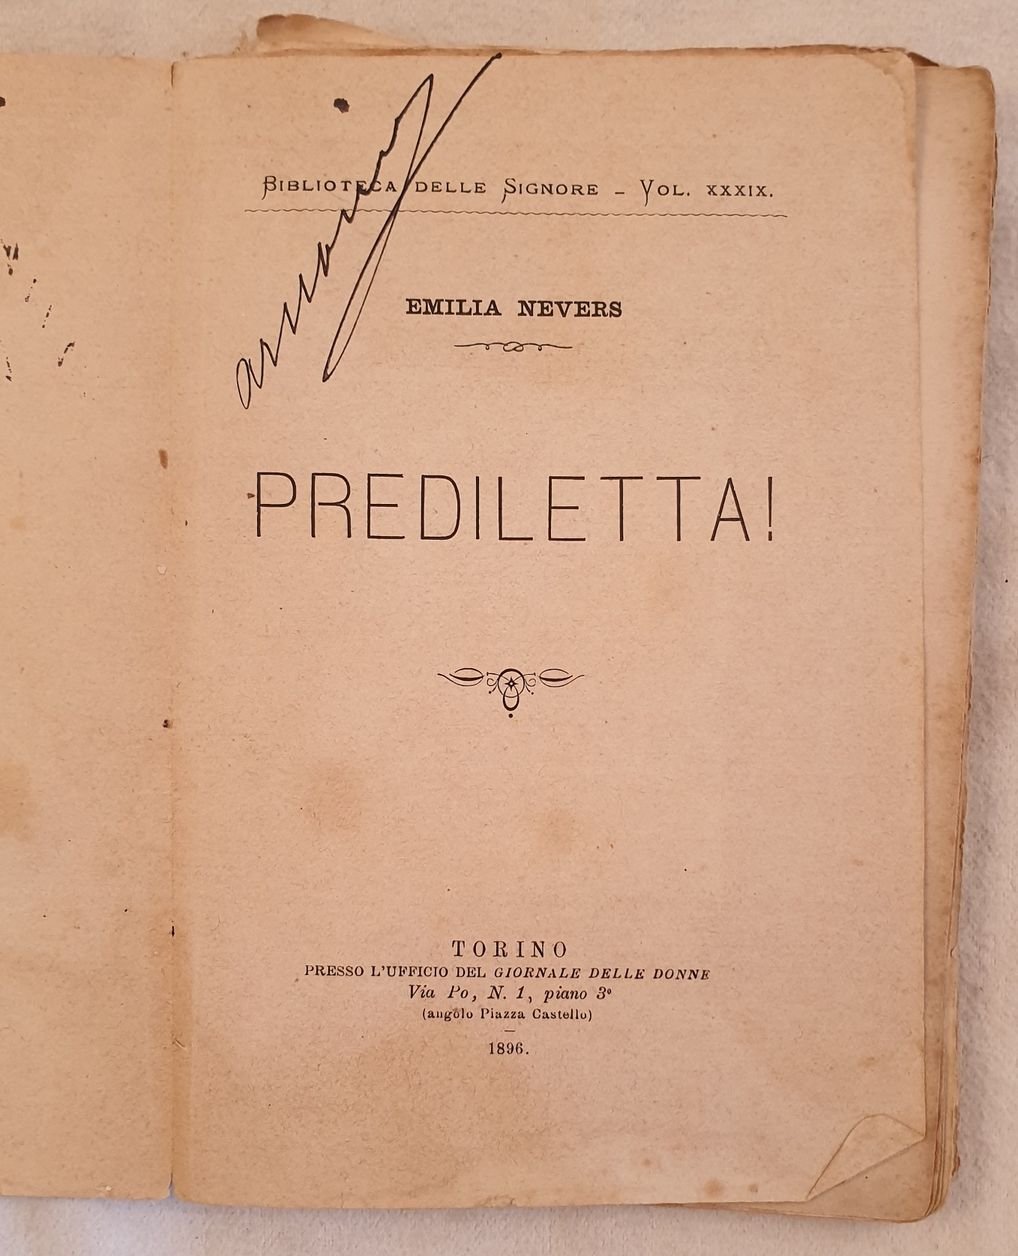 BIBLIOTECA DELLE SIGNORE – VOL. XXXIX.
EMILIA NEVERS
PREDILETTA!
TORINO
PRESSO L'UFFICIO DEL GIORNALE DELLE DONNE
Via Po, N. 1, piano 3º
(angolo Piazza Castello)
1896.